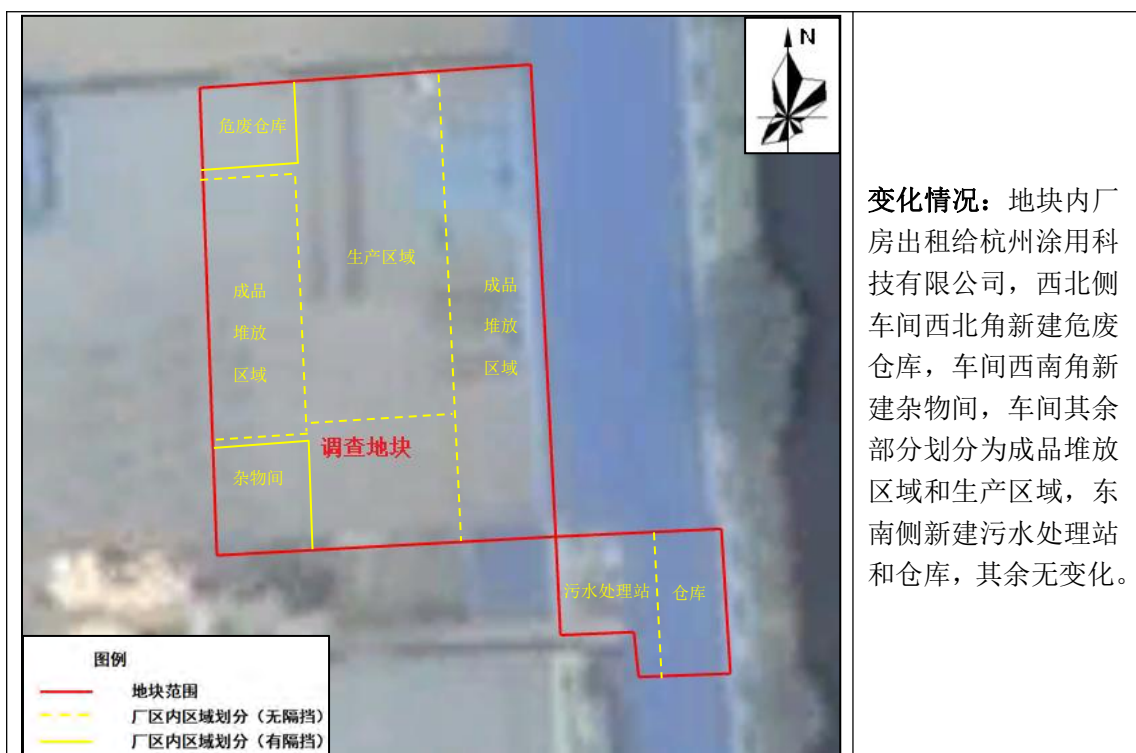 N
危废仓库
生产区域
成品
堆放
区域
成品
堆放
区域
调查地块
杂物间
污水处理站
仓库
图例
地块范围
厂区内区域划分（无隔挡）
厂区内区域划分（有隔挡）
变化情况：地块内厂
房出租给杭州涂用科
技有限公司，西北侧
车间西北角新建危废
仓库，车间西南角新
建杂物间，车间其余
部分划分为成品堆放
区域和生产区域，东
南侧新建污水处理站
和仓库，其余无变化。